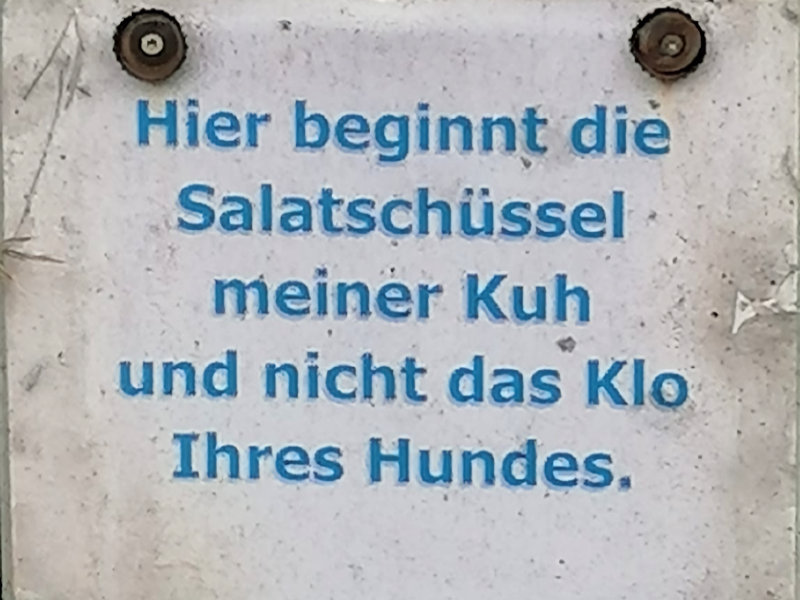 Hier beginnt die
Salatschüssel
meiner Kuh
und nicht das Klo
Ihres Hundes.